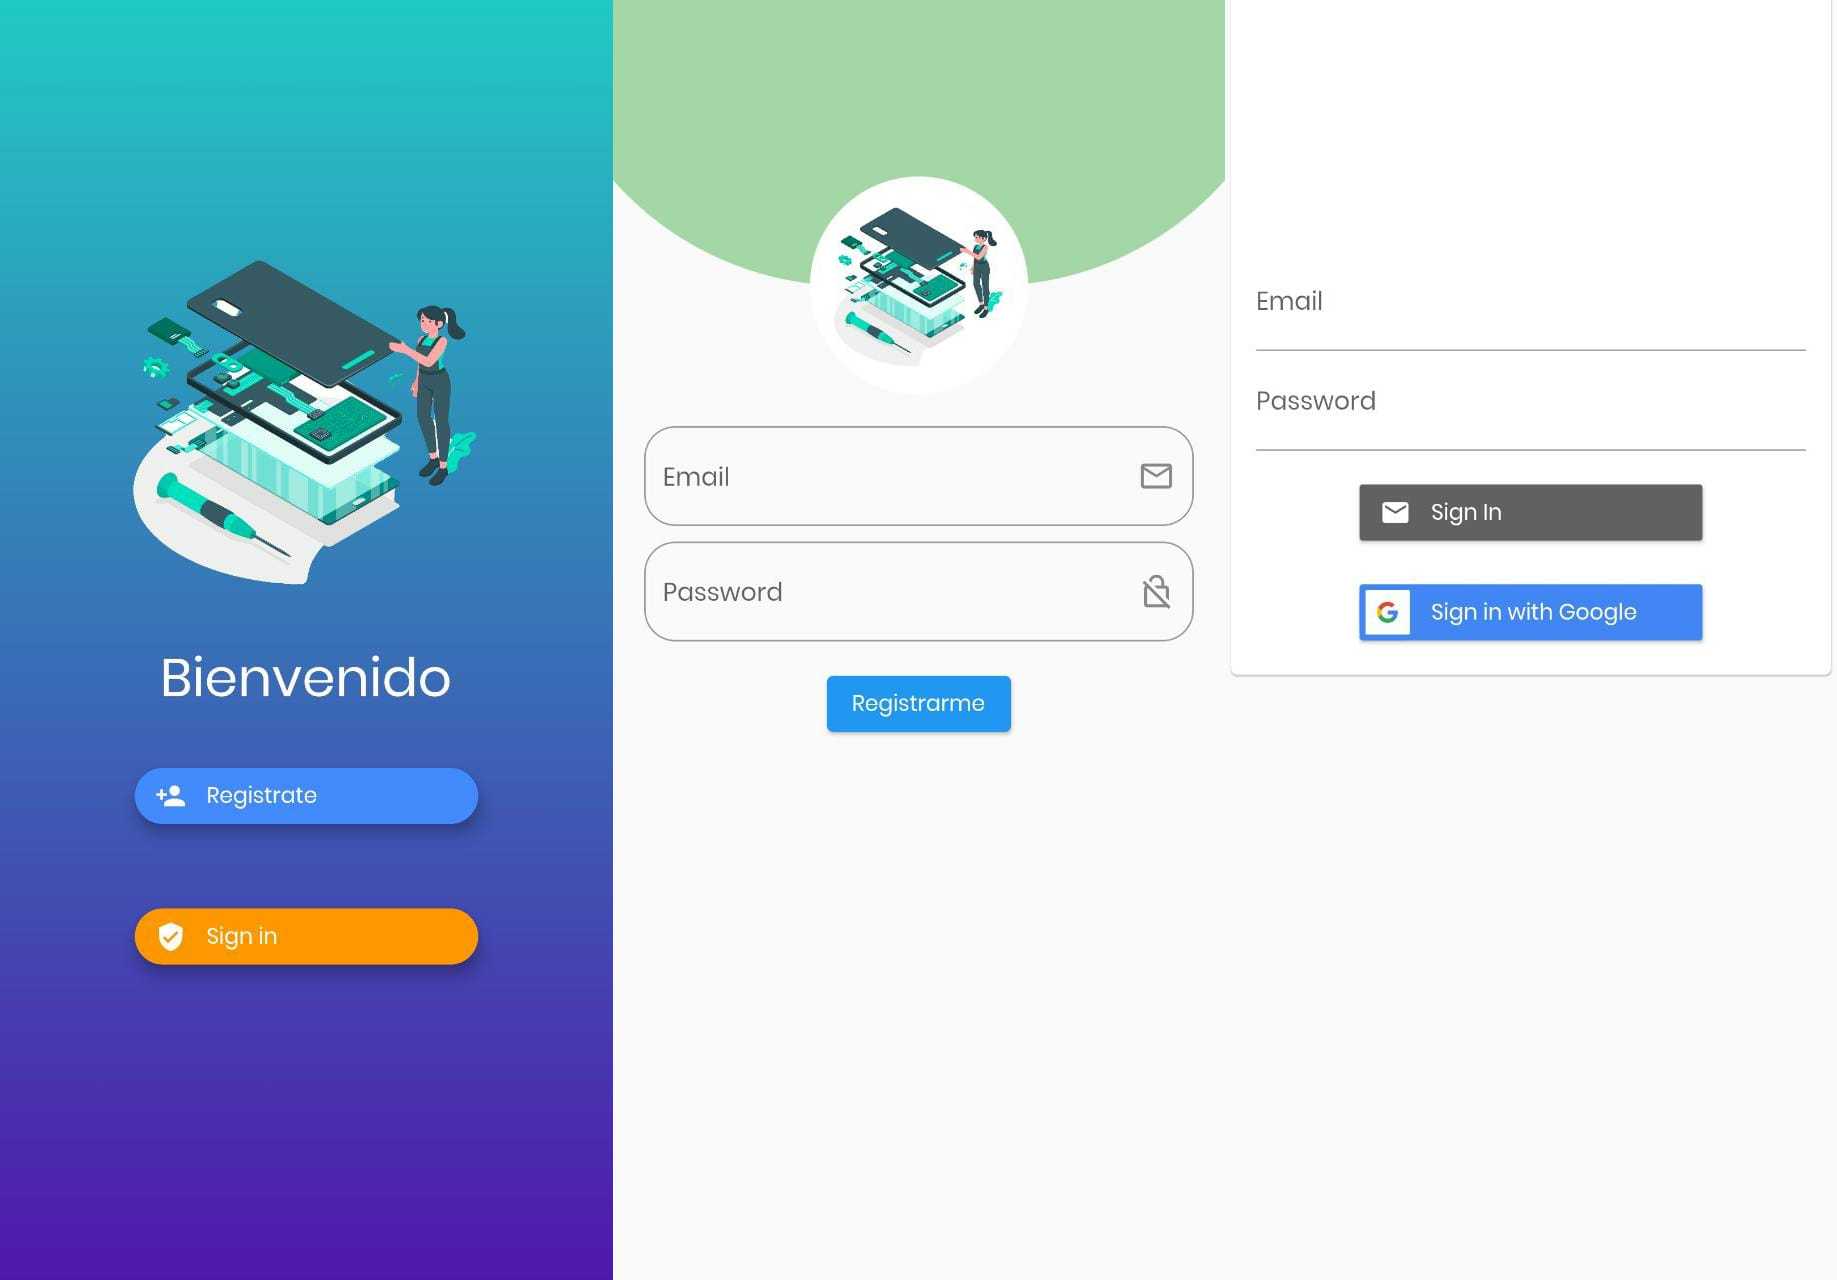 Bienvenido
Registrate
Sign in
Email
Password
Registrarme
Email
Password
Sign In
Sign in with Google